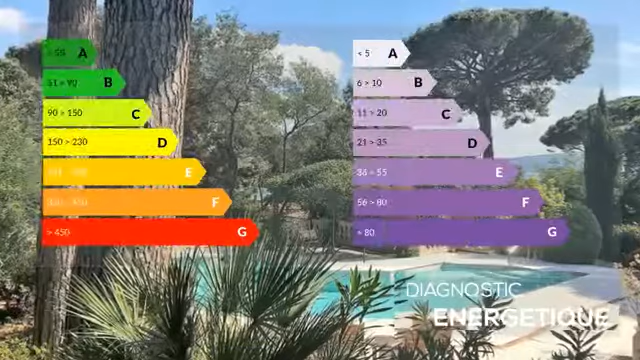 A
51 > 90 B
90 > 150 C
150 > 230 D
E
F
> 450 G
< 5 A
6 > 10 B
11 > 20 C
21 > 35 D
36 > 55 E
56 > 80 F
> 80 G
DIAGNOSTIC
ENERGETIQUE